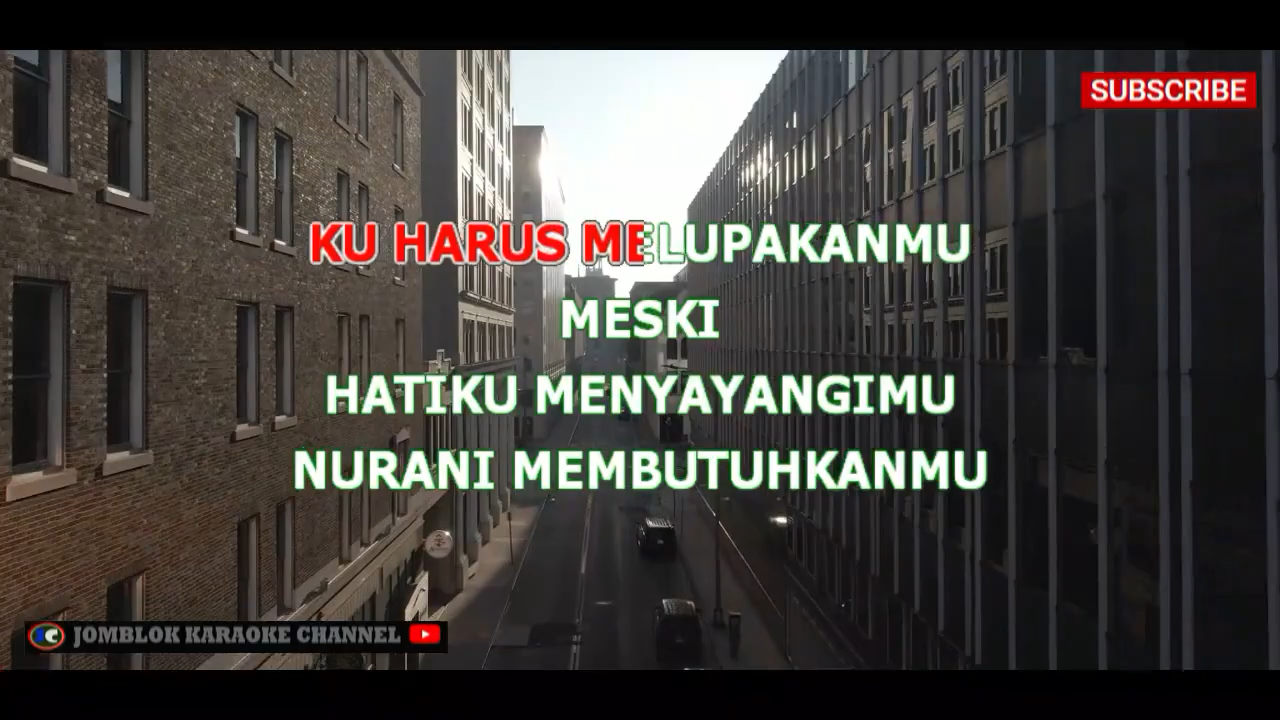 SUBSCRIBE
KU HARUS MELUPAKANMU
MESKI
HATIKU MENYAYANGIMU
NURANI MEMBUTUHKANMU
JOMBLOK KARAOKE CHANNEL